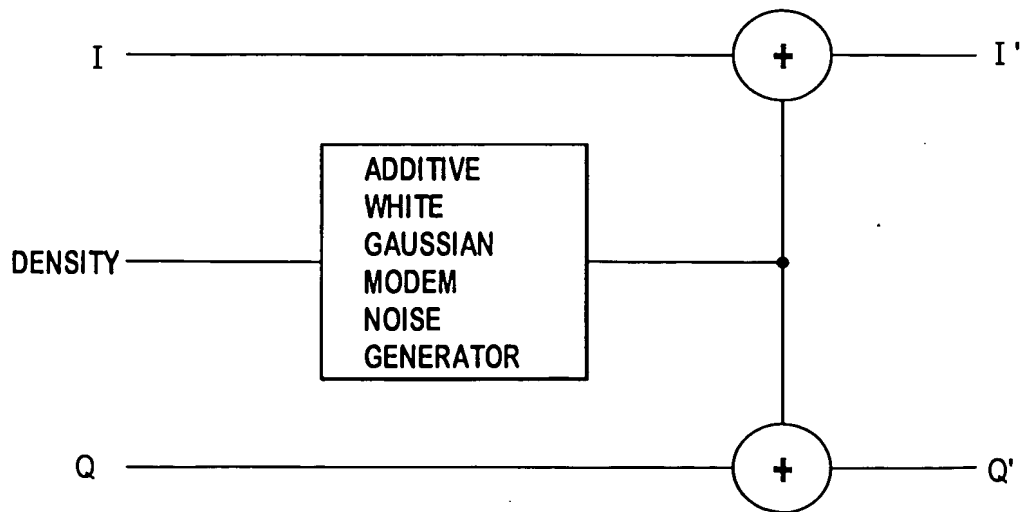 I
+
I'
ADDITIVE
WHITE
GAUSSIAN
DENSITY
MODEM
NOISE
GENERATOR
Q
+
Q'